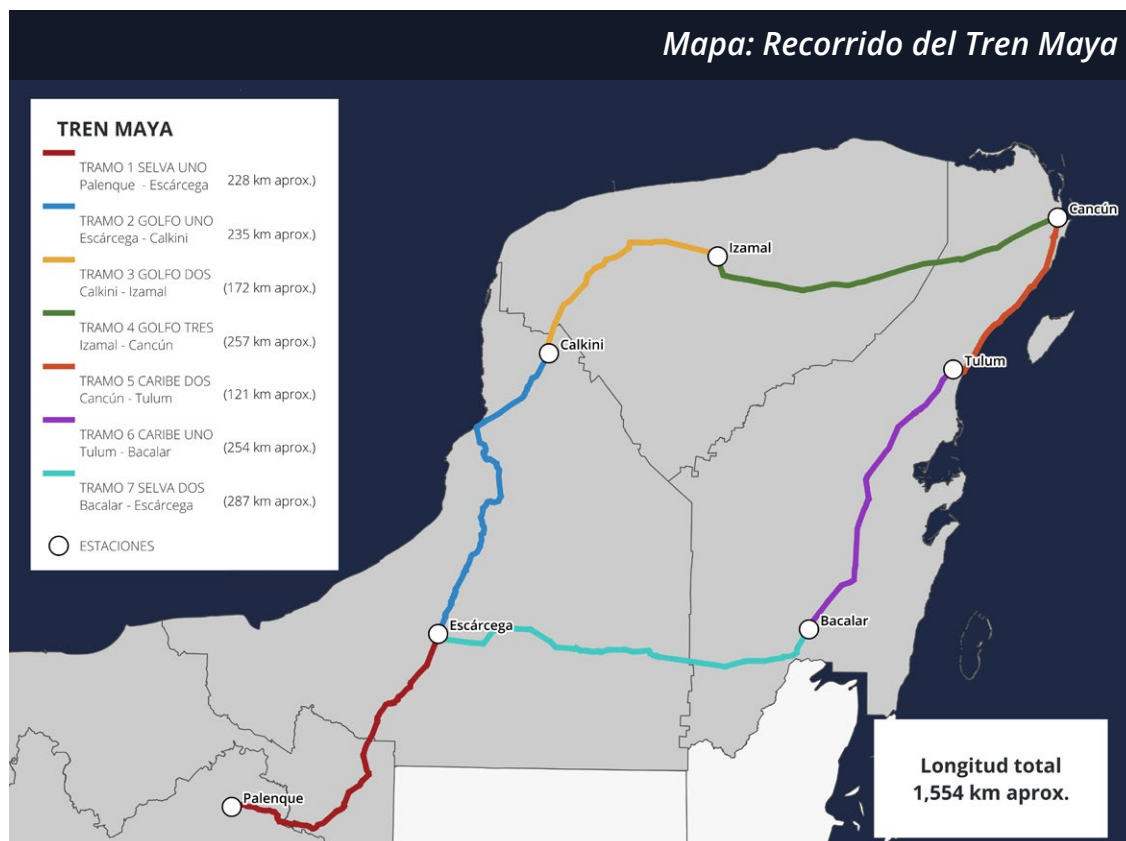 Mapa: Recorrido del Tren Maya
TREN MAYA
TRAMO 1 SELVA UNO
Palenque - Escárcega 228 km aprox.)
TRAMO 2 GOLFO UNO
Escárcega - Calkini 235 km aprox.)
TRAMO 3 GOLFO DOS
Calkini - Izamal (172 km aprox.)
TRAMO 4 GOLFO TRES
Izamal - Cancún (257 km aprox.)
TRAMO 5 CARIBE DOS
Cancún - Tulum (121 km aprox.)
TRAMO 6 CARIBE UNO
Tulum - Bacalar (254 km aprox.)
TRAMO 7 SELVA DOS
Bacalar - Escárcega (287 km aprox.)
ESTACIONES
Cancún
Izamal
Calkini
Tulum
Escárcega
Bacalar
Palenque
Longitud total
1,554 km aprox.